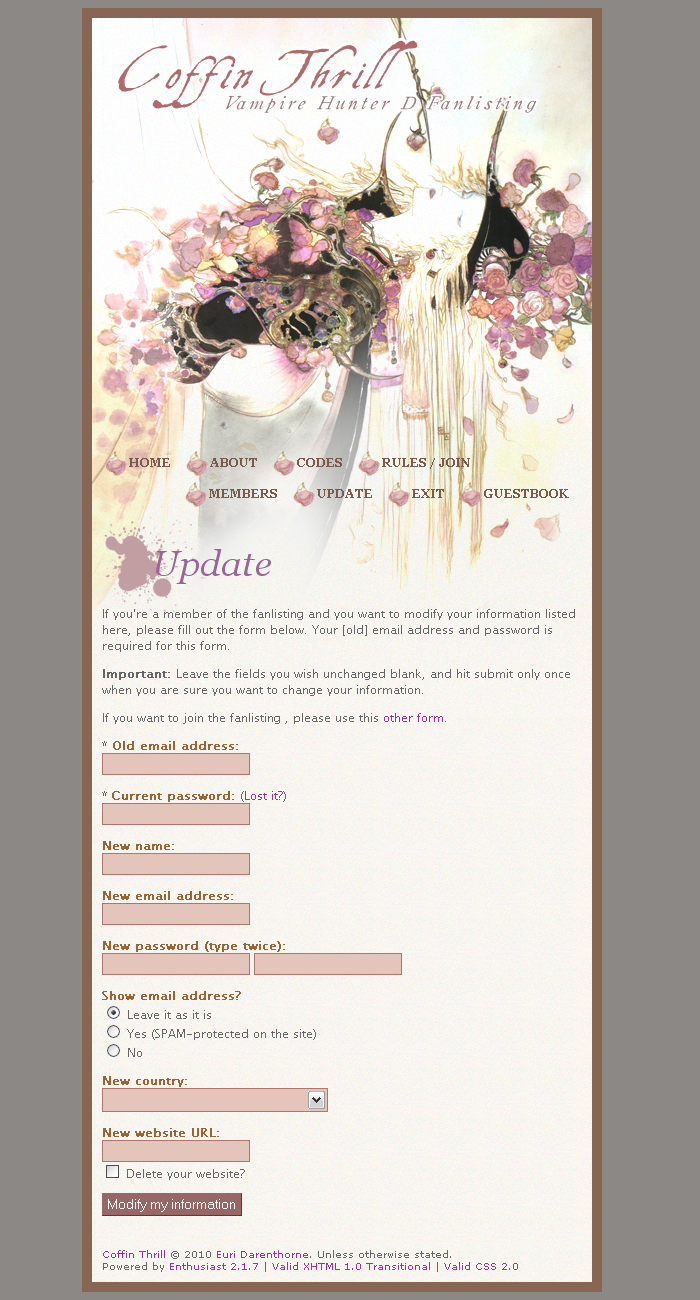 Coffin Thrill
Vampire Hunter D Fanlisting
HOME ABOUT CODES RULES / JOIN
MEMBERS UPDATE EXIT GUESTBOOK
Update
If you're a member of the fanlisting and you want to modify your information listed
here, please fill out the form below. Your [old] email address and password is
required for this form.
Important: Leave the fields you wish unchanged blank, and hit submit only once
when you are sure you want to change your information.
If you want to join the fanlisting , please use this other form.
* Old email address:
* Current password: (Lost it?)
New name:
New email address:
New password (type twice):
Show email address?
Leave it as it is
Yes (SPAM-protected on the site)
No
New country:
New website URL:
Delete your website?
Modify my information
Coffin Thrill © 2010 Euri Darenthorne. Unless otherwise stated.
Powered by Enthusiast 2.1.7 | Valid XHTML 1.0 Transitional | Valid CSS 2.0